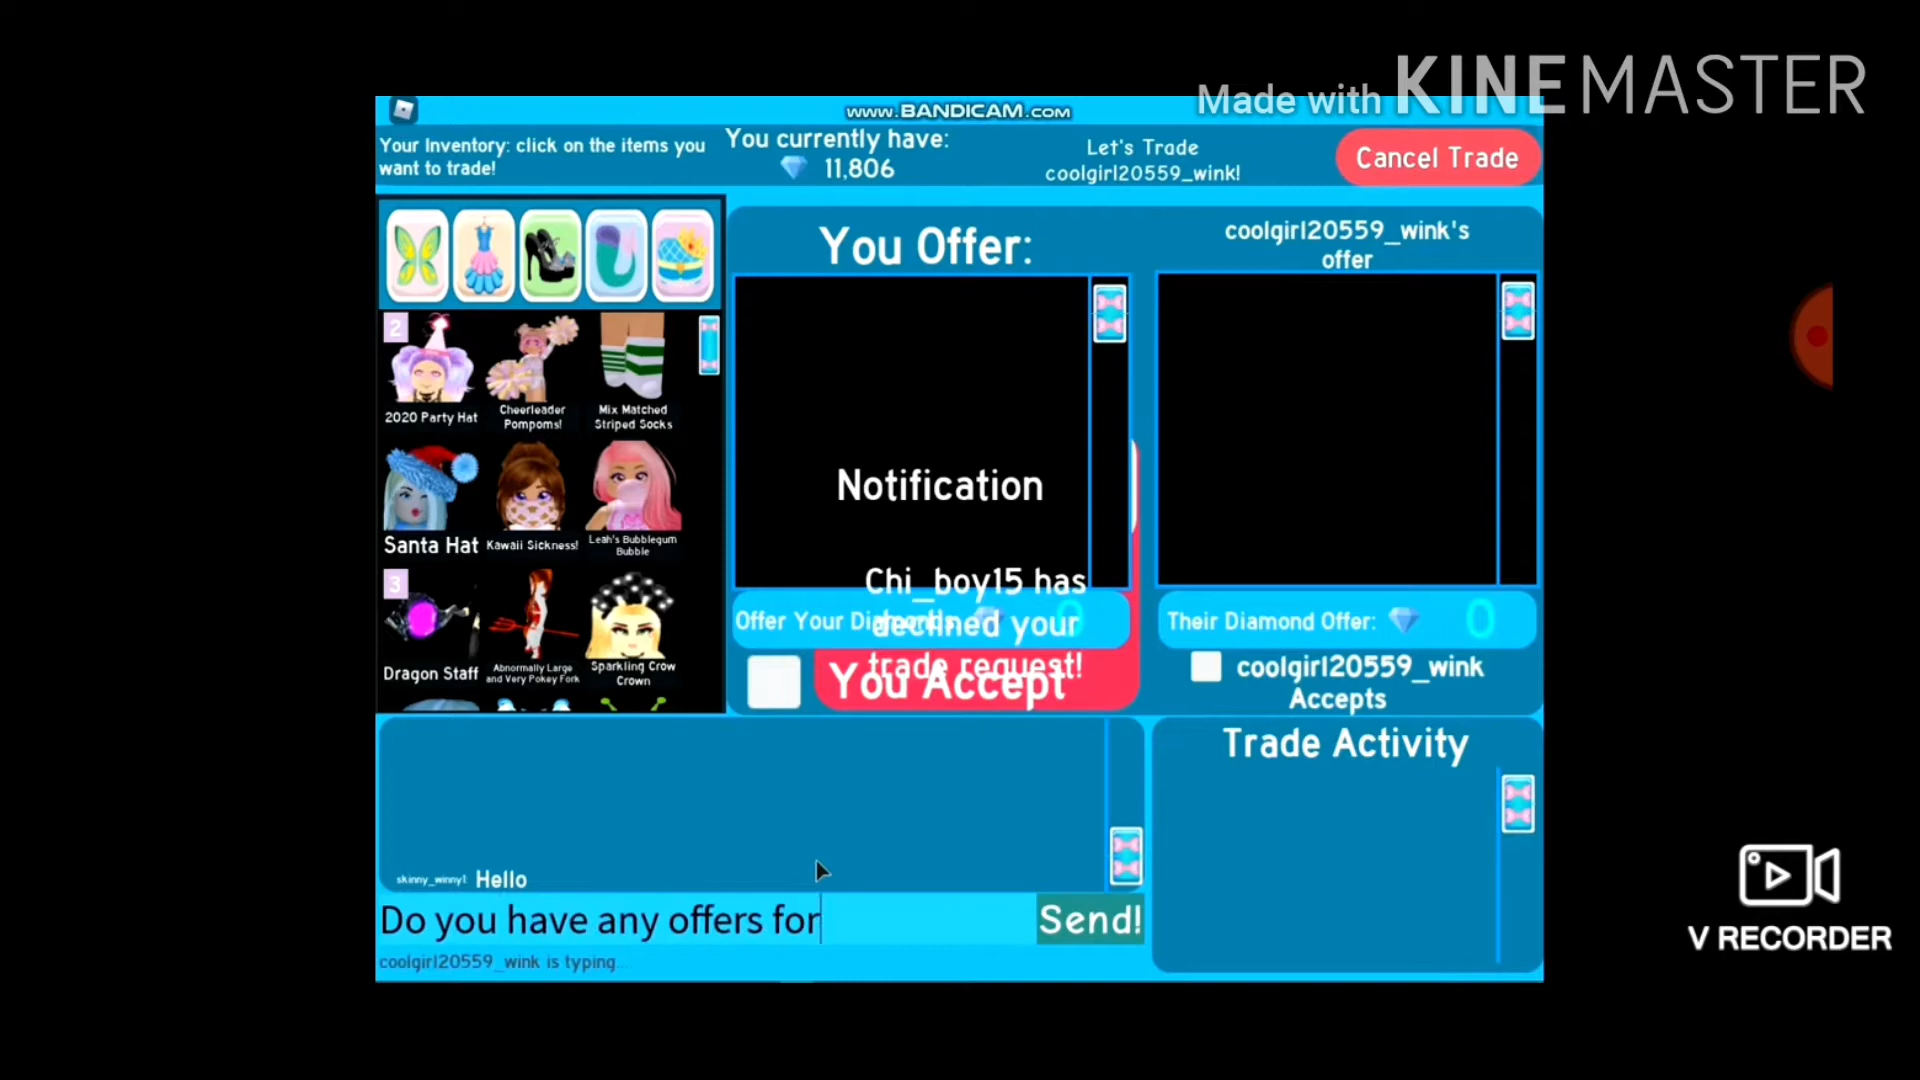 Made with KINEMASTER
www.BANDICAM.com
Your Inventory: click on the items you
want to trade!
You currently have:
11,806
Let's Trade
coolgirl20559_wink!
Cancel Trade
You Offer:
coolgirl20559_wink's
offer
2
2020 Party Hat
Cheerleader
Pompoms!
Mix Matched
Striped Socks
Santa Hat
Kawaii Sickness!
Leah's Bubblegum
Bubble
3
Dragon Staff
Abnormally Large
and Very Pokey Fork
Sparkling Crow
Crown
Notification
Chi_boy15 has
declined your
trade request!
Offer Your Diamonds:
0
Their Diamond Offer:
0
You Accept
coolgirl20559_wink
Accepts
Trade Activity
skinny_winny1: Hello
Do you have any offers for
Send!
coolgirl20559_wink is typing...
V RECORDER